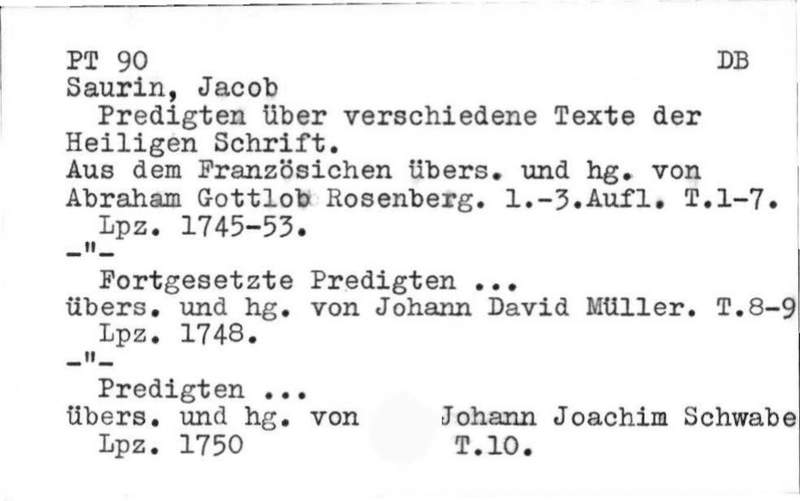 PT 90 DB
Saurin, Jacob
Predigten über verschiedene Texte der
Heiligen Schrift.
Aus dem Französichen übers. und hg. von
Abraham Gottlob Rosenberg. 1.-3.Aufl. T.1-7.
Lpz. 1745-53.
-"-
Fortgesetzte Predigten ...
übers. und hg. von Johann David Müller. T.8-9
Lpz. 1748.
-"-
Predigten ...
übers. und hg. von Johann Joachim Schwabe
Lpz. 1750 T.10.